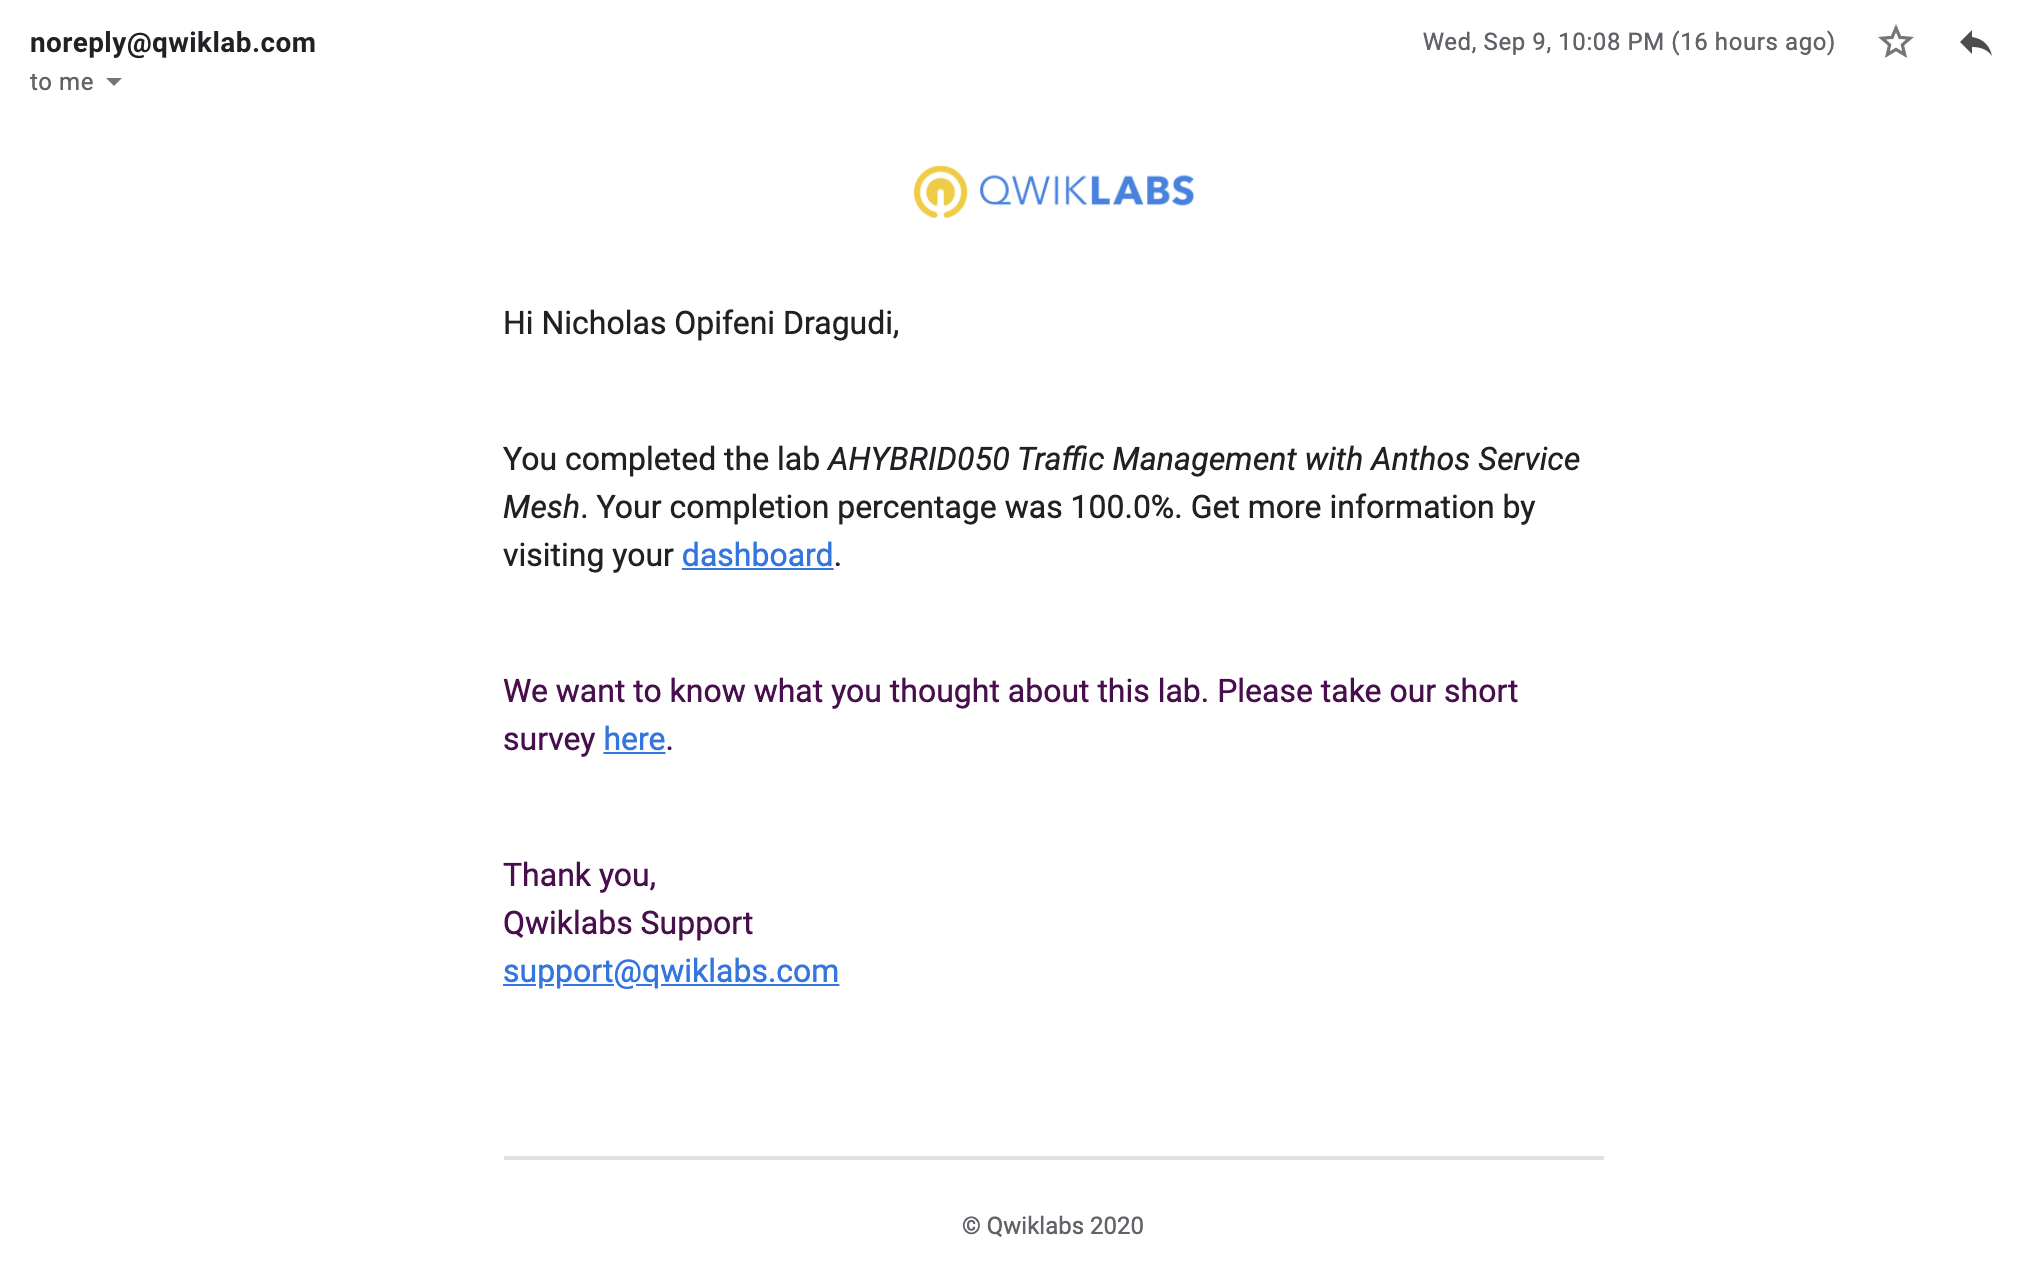 noreply@qwiklab.com
Wed, Sep 9, 10:08 PM (16 hours ago)
to me
QWIKLABS
Hi Nicholas Opifeni Dragudi,
You completed the lab AHYBRID050 Traffic Management with Anthos Service
Mesh. Your completion percentage was 100.0%. Get more information by
visiting your dashboard.
We want to know what you thought about this lab. Please take our short
survey here.
Thank you,
Qwiklabs Support
support@qwiklabs.com
© Qwiklabs 2020